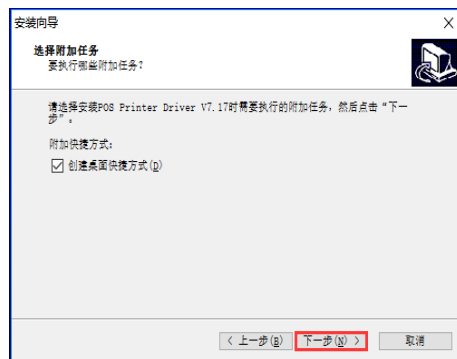 安装向导
选择附加任务
要执行哪些附加任务?
请选择安装POS Printer Driver V7.17时需要执行的附加任务，然后点击“下一
步”。
附加快捷方式:
创建桌面快捷方式(D)
< 上一步(B) 下一步(N) > 取消